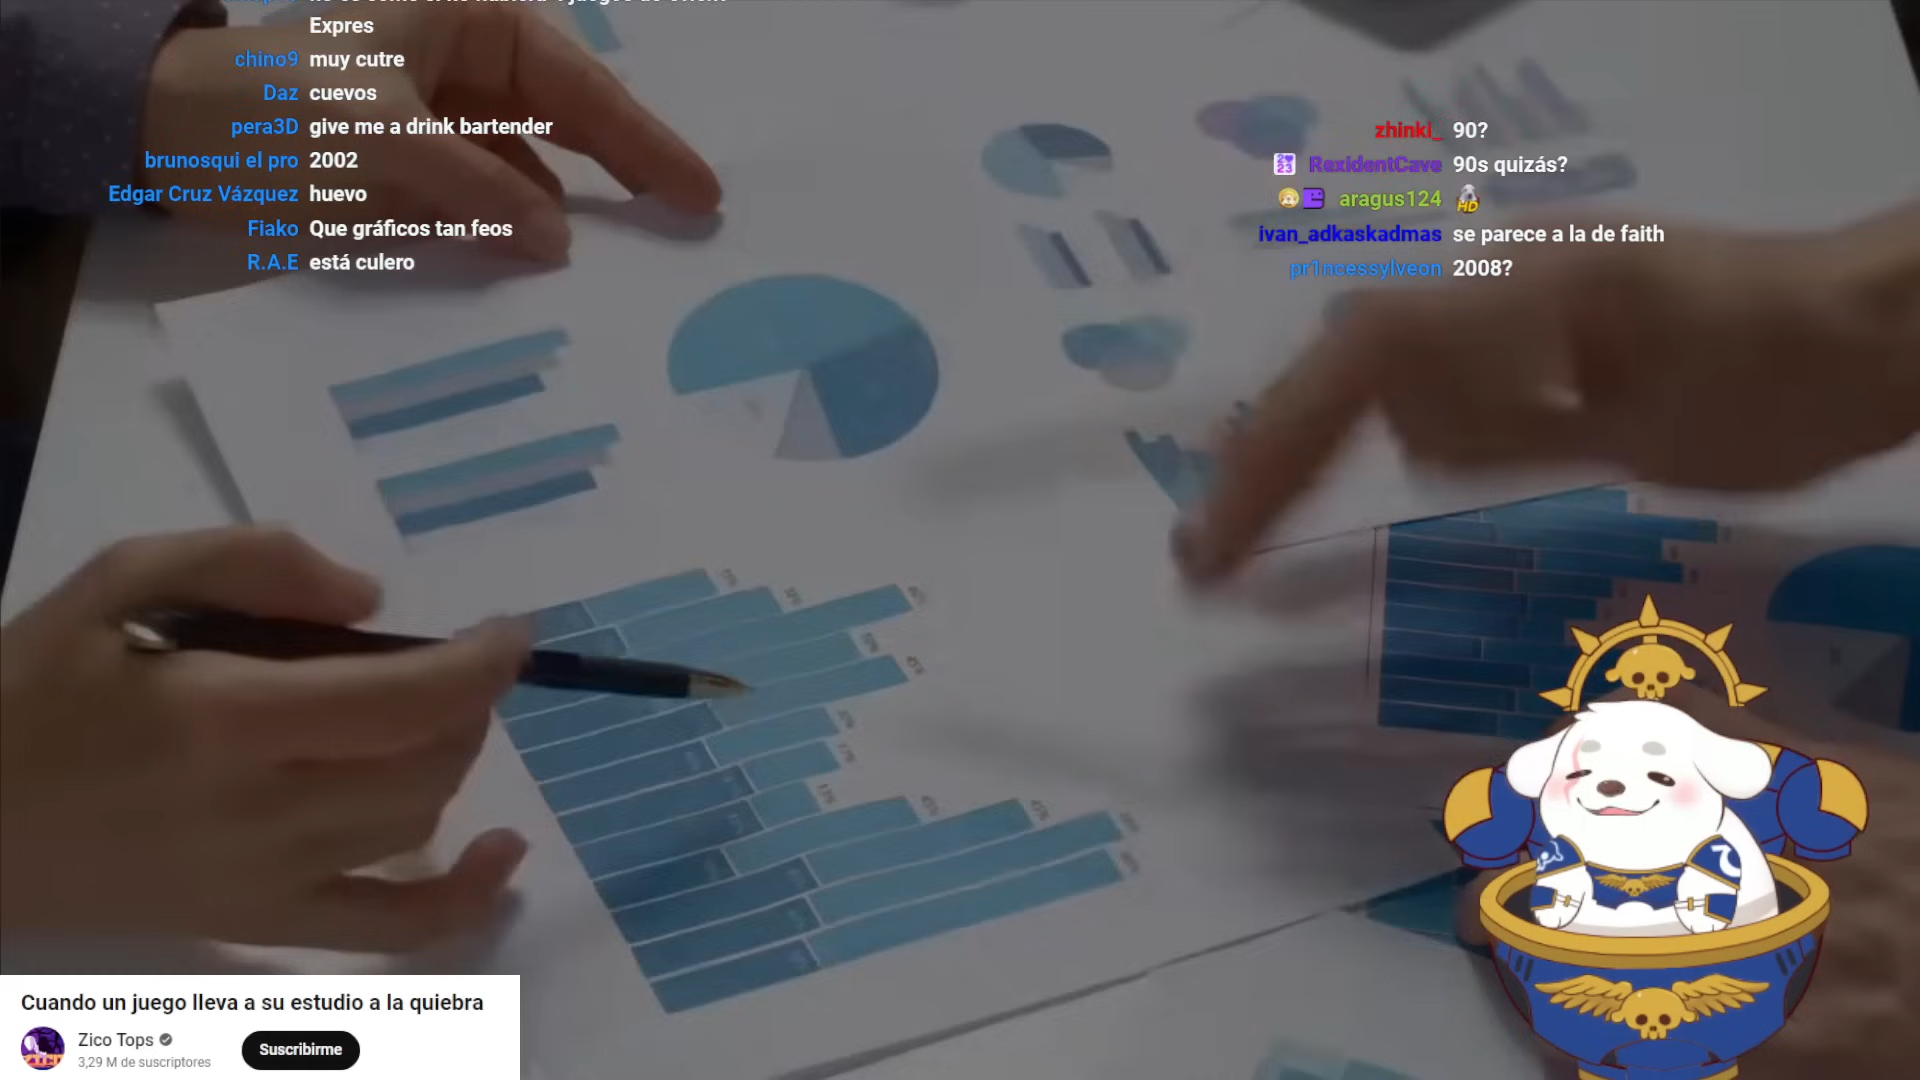 Expres
chino9 muy cutre
Daz cuevos
pera3D give me a drink bartender
brunosqui el pro 2002
Edgar Cruz Vázquez huevo
Fiako Que gráficos tan feos
R.A.E está culero
zhinki_ 90?
RexidentCave 90s quizás?
aragus124
ivan_adkaskadmas se parece a la de faith
pr1ncessylveon 2008?
Cuando un juego lleva a su estudio a la quiebra
Zico Tops
3,29 M de suscriptores
Suscribirme